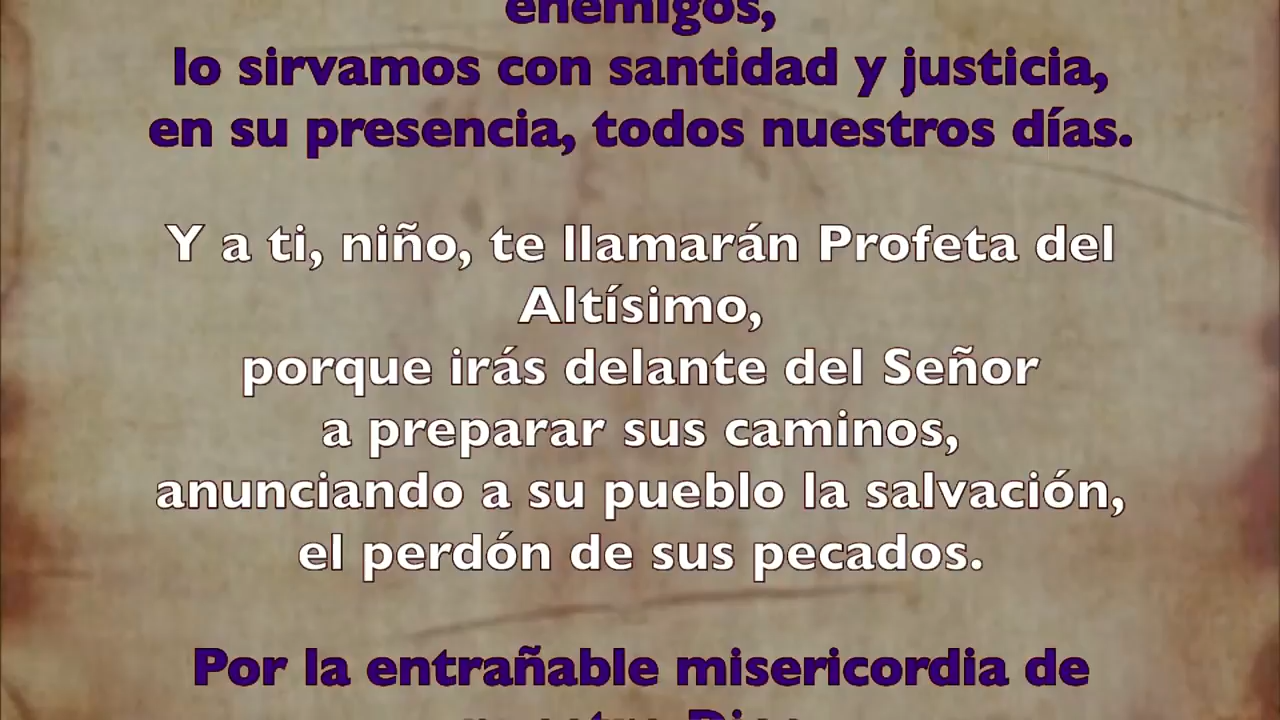 enemigos,
lo sirvamos con santidad y justicia,
en su presencia, todos nuestros días.
Y a ti, niño, te llamarán Profeta del
Altísimo,
porque irás delante del Señor
a preparar sus caminos,
anunciando a su pueblo la salvación,
el perdón de sus pecados.
Por la entrañable misericordia de